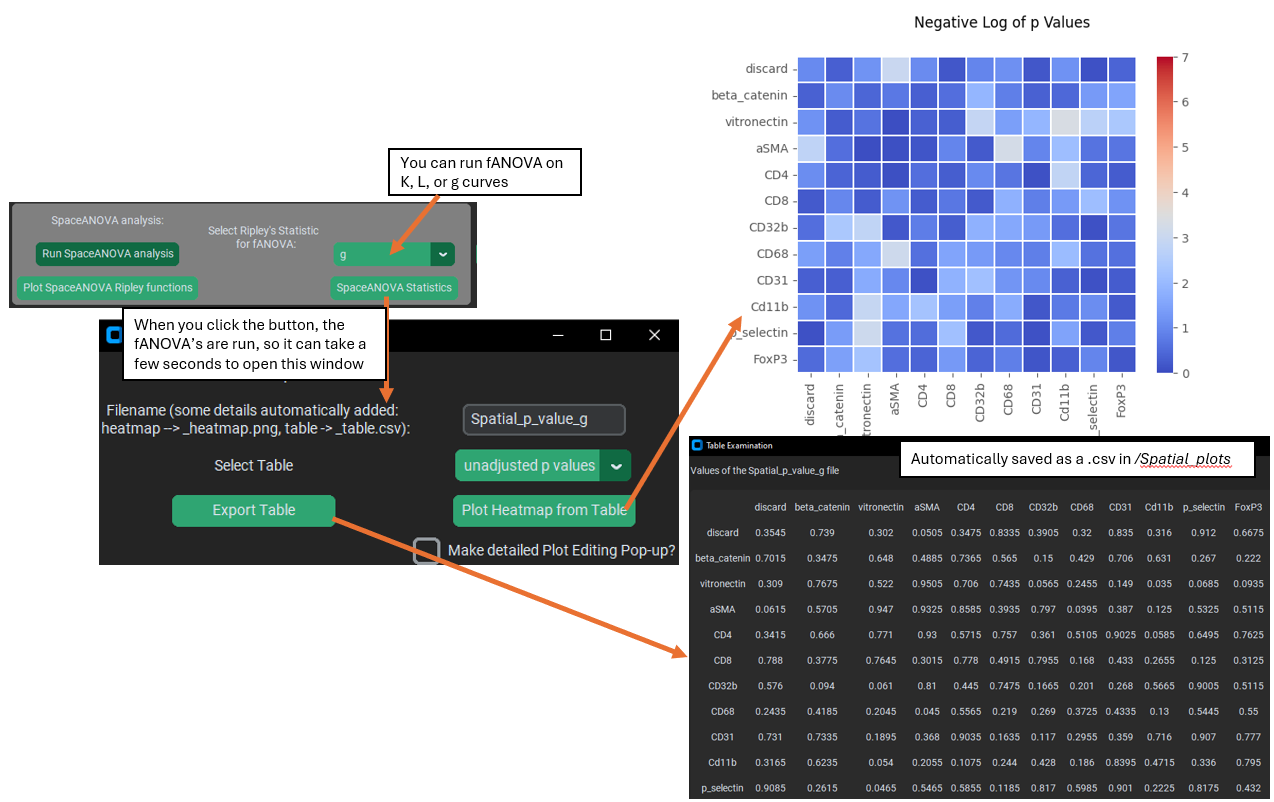 Negative Log of p Values
discard
beta_catenin
vitronectin
aSMA
CD4
CD8
CD32b
CD68
CD31
Cd11b
p_selectin
FoxP3
7
6
5
4
3
2
1
0
discard
_catenin
tronectin
aSMA
CD4
CD8
CD32b
CD68
CD31
Cd11b
_selectin
FoxP3
You can run fANOVA on
K, L, or g curves
SpaceANOVA analysis:
Select Ripley's Statistic
for fANOVA:
Run SpaceANOVA analysis
g
Plot SpaceANOVA Ripley functions
SpaceANOVA Statistics
When you click the button, the
fANOVA's are run, so it can take a
few seconds to open this window
Filename (some details automatically added:
heatmap --> _heatmap.png, table -> _table.csv):
Spatial_p_value_g
Select Table
unadjusted p values
Export Table
Plot Heatmap from Table
Make detailed Plot Editing Pop-up?
Table Examination
Automatically saved as a .csv in /Spatial_plots
Values of the Spatial_p_value_g file
discard beta_catenin vitronectin aSMA CD4 CD8 CD32b CD68 CD31 Cd11b p_selectin FoxP3
discard 0.3545 0.739 0.302 0.0505 0.3475 0.8335 0.3905 0.32 0.835 0.316 0.912 0.6675
beta_catenin 0.7015 0.3475 0.648 0.4885 0.7365 0.565 0.15 0.429 0.706 0.631 0.267 0.222
vitronectin 0.309 0.7675 0.522 0.9505 0.706 0.7435 0.0565 0.2455 0.149 0.035 0.0685 0.0935
aSMA 0.0615 0.5705 0.947 0.9325 0.8585 0.3935 0.797 0.0395 0.387 0.125 0.5325 0.5115
CD4 0.3415 0.666 0.771 0.93 0.5715 0.757 0.361 0.5105 0.9025 0.0585 0.6495 0.7625
CD8 0.788 0.3775 0.7645 0.3015 0.778 0.4915 0.7955 0.168 0.433 0.2655 0.125 0.3125
CD32b 0.576 0.094 0.061 0.81 0.445 0.7475 0.1665 0.201 0.268 0.5665 0.9005 0.5115
CD68 0.2435 0.4185 0.2045 0.045 0.5565 0.219 0.269 0.3725 0.4335 0.13 0.5445 0.55
CD31 0.731 0.7335 0.1895 0.368 0.9035 0.1635 0.117 0.2955 0.359 0.716 0.907 0.777
Cd11b 0.3165 0.6235 0.054 0.2055 0.1075 0.244 0.428 0.186 0.8395 0.4715 0.336 0.795
p_selectin 0.9085 0.2615 0.0465 0.5465 0.5855 0.1185 0.817 0.5985 0.901 0.2225 0.8175 0.432